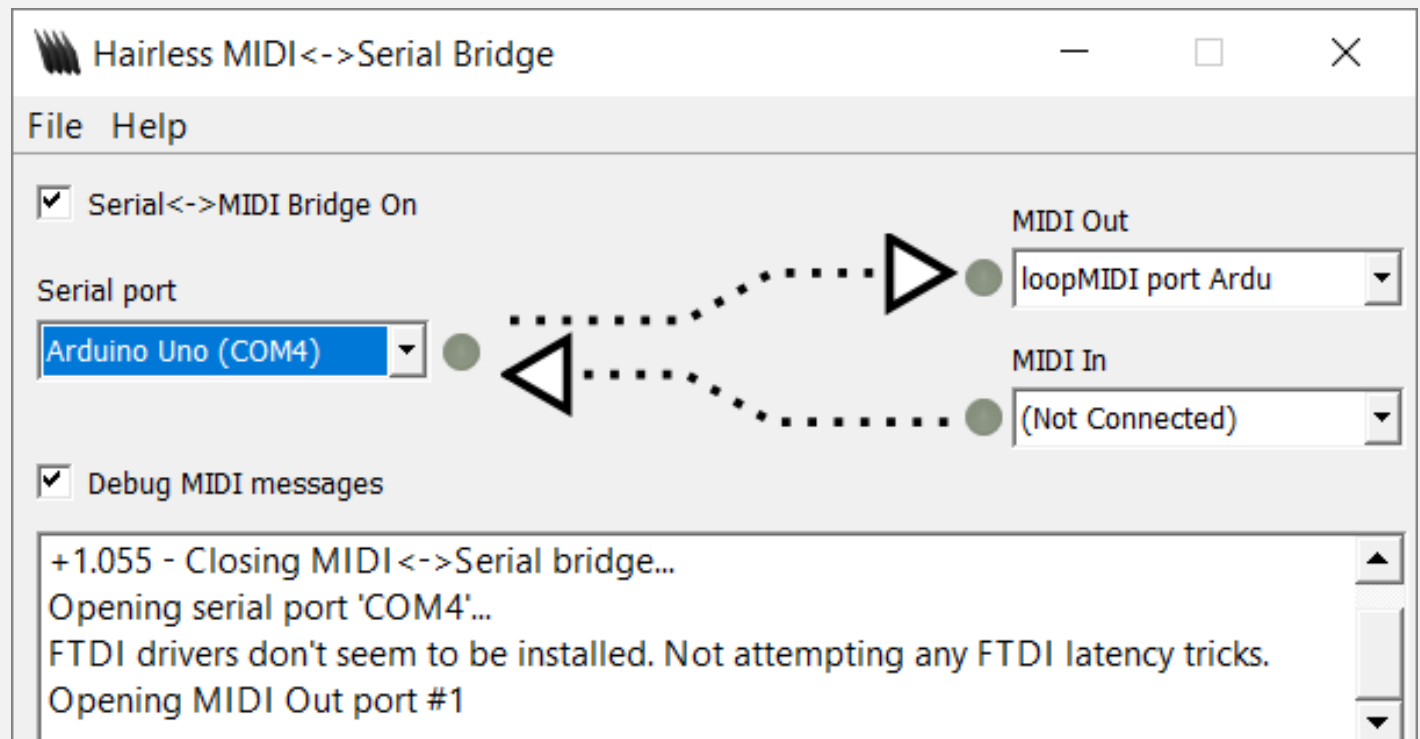 Hairless MIDI<->Serial Bridge
File Help
Serial<->MIDI Bridge On
MIDI Out
loopMIDI port Ardu
Serial port
Arduino Uno (COM4)
MIDI In
(Not Connected)
Debug MIDI messages
+1.055 - Closing MIDI<->Serial bridge...
Opening serial port 'COM4'...
FTDI drivers don't seem to be installed. Not attempting any FTDI latency tricks.
Opening MIDI Out port #1